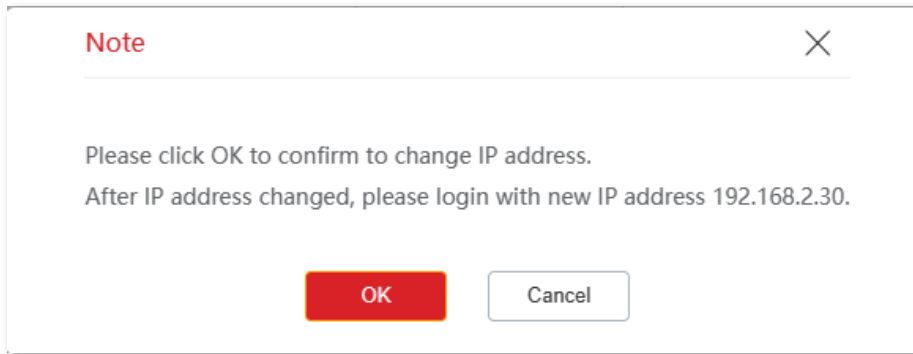 Note
Please click OK to confirm to change IP address.
After IP address changed, please login with new IP address 192.168.2.30.
OK
Cancel